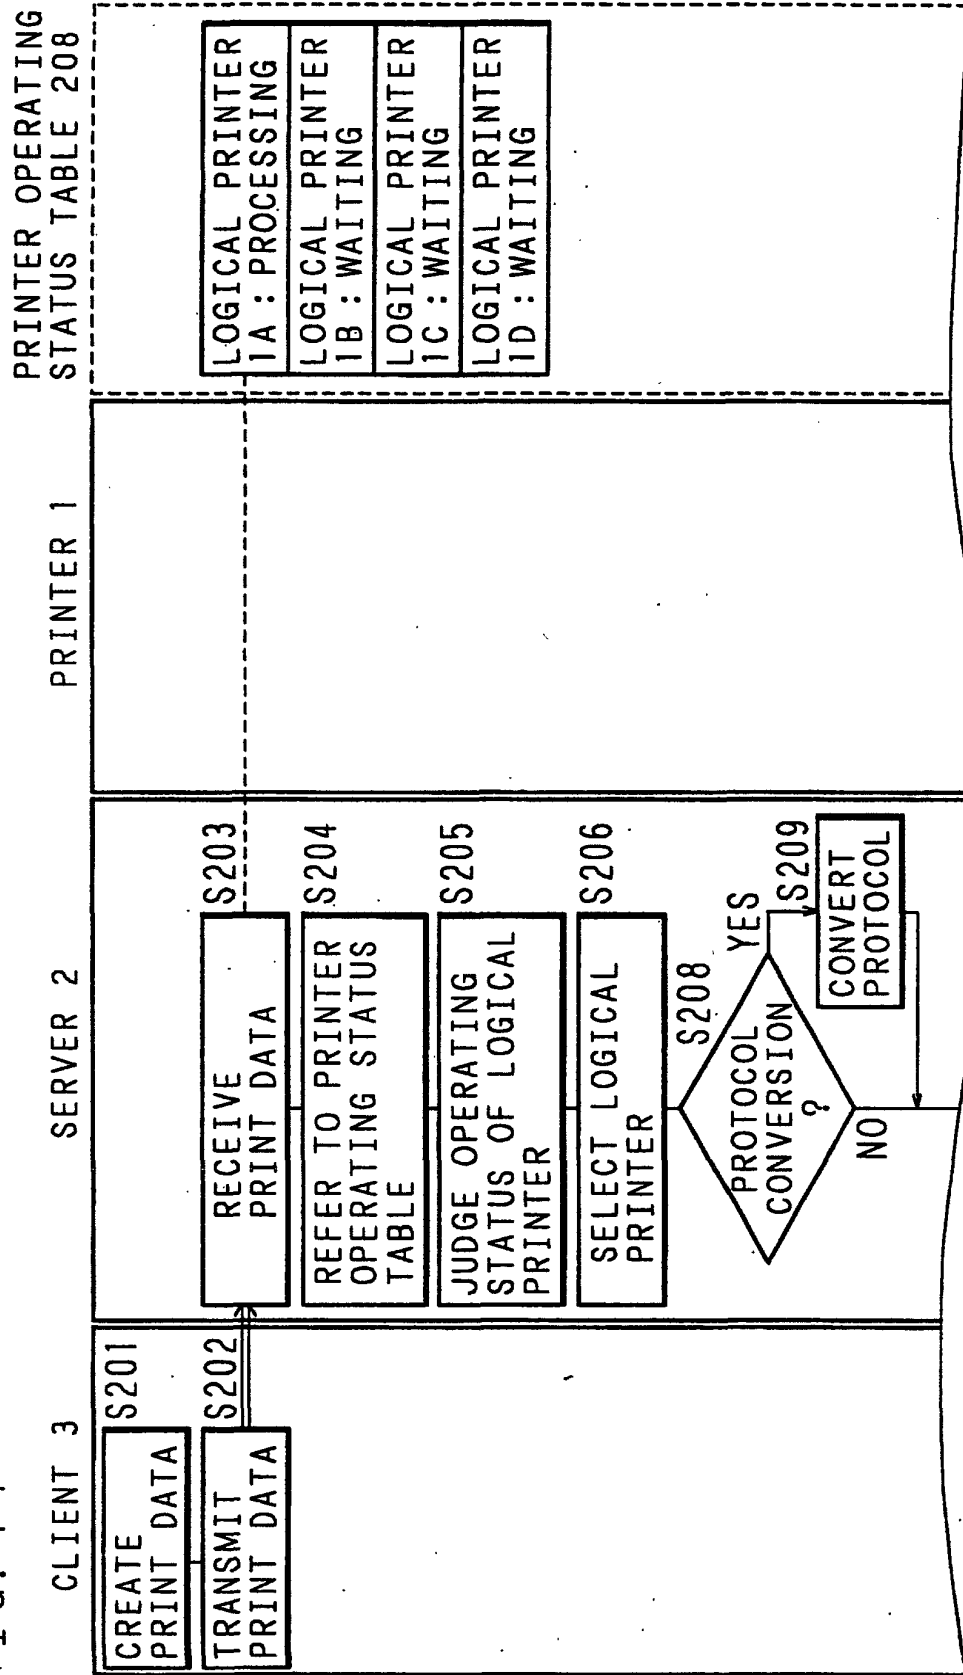 CLIENT 3
SERVER 2
PRINTER 1
PRINTER OPERATING
STATUS TABLE 208
CREATE
PRINT DATA
S201
TRANSMIT
PRINT DATA
S202
RECEIVE
PRINT DATA
S203
REFER TO PRINTER
OPERATING STATUS
TABLE
S204
JUDGE OPERATING
STATUS OF LOGICAL
PRINTER
S205
SELECT LOGICAL
PRINTER
S206
PROTOCOL
CONVERSION
?
S208
YES
NO
S209
CONVERT
PROTOCOL
LOGICAL PRINTER
1A : PROCESSING
LOGICAL PRINTER
1B : WAITING
LOGICAL PRINTER
1C : WAITING
LOGICAL PRINTER
1D : WAITING